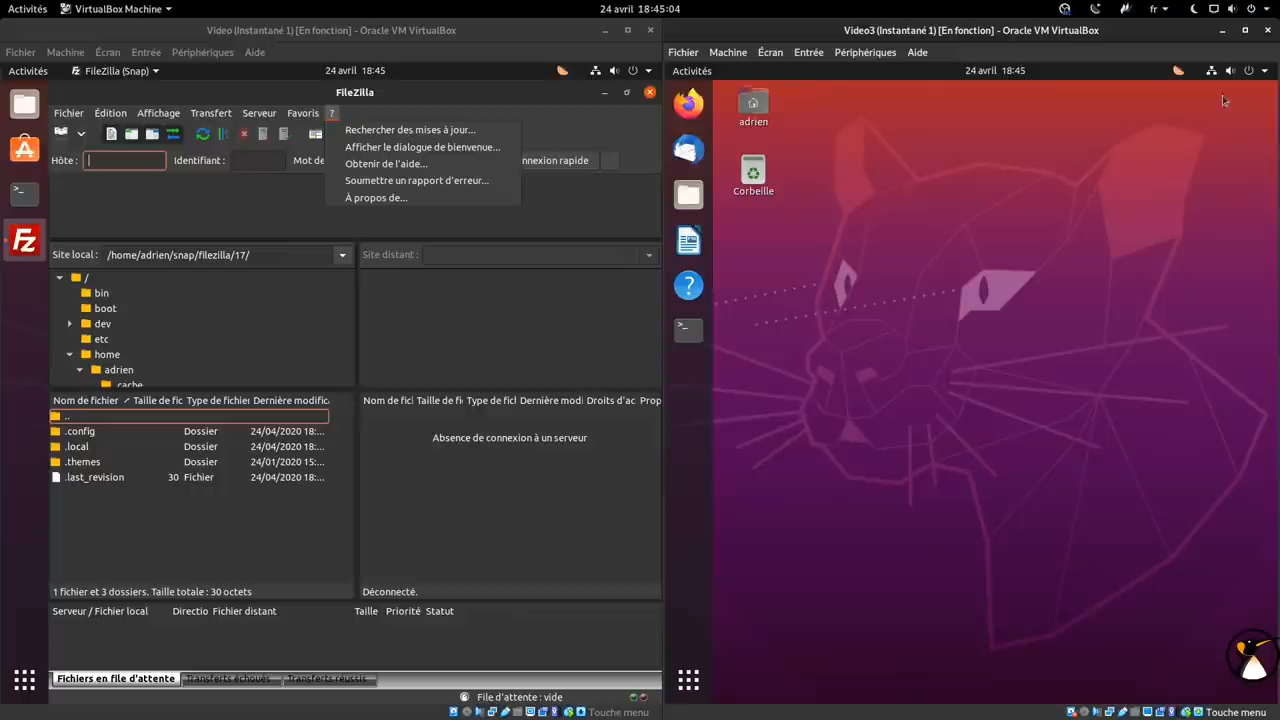 Activités VirtualBox Machine 24 avril 18:45:04 fr
Video (Instantané 1) [En fonction] - Oracle VM VirtualBox
Fichier Machine Écran Entrée Périphériques Aide
Activités FileZilla (Snap) 24 avril 18:45
FileZilla
Fichier Édition Affichage Transfert Serveur Favoris ?
Rechercher des mises à jour...
Afficher le dialogue de bienvenue...
Obtenir de l'aide...
Soumettre un rapport d'erreur...
À propos de...
Hôte : Identifiant : Mot de nnexion rapide
Site local : /home/adrien/snap/filezilla/17/ Site distant :
/
bin
boot
dev
etc
home
adrien
cache
Nom de fichier Taille de fic Type de fichier Dernière modific
..
.config Dossier 24/04/2020 18:...
.local Dossier 24/04/2020 18:...
.themes Dossier 24/01/2020 15:...
.last_revision 30 Fichier 24/04/2020 18:...
1 fichier et 3 dossiers. Taille totale : 30 octets
Nom de fich Taille de fi Type de fich Dernière modi Droits d'ac Prop
Absence de connexion à un serveur
Déconnecté.
Serveur / Fichier local Directio Fichier distant Taille Priorité Statut
Fichiers en file d'attente Transferts échoués Transferts réussis
File d'attente : vide
Touche menu
Video3 (Instantané 1) [En fonction] - Oracle VM VirtualBox
Fichier Machine Écran Entrée Périphériques Aide
Activités 24 avril 18:45
adrien
Corbeille
Touche menu